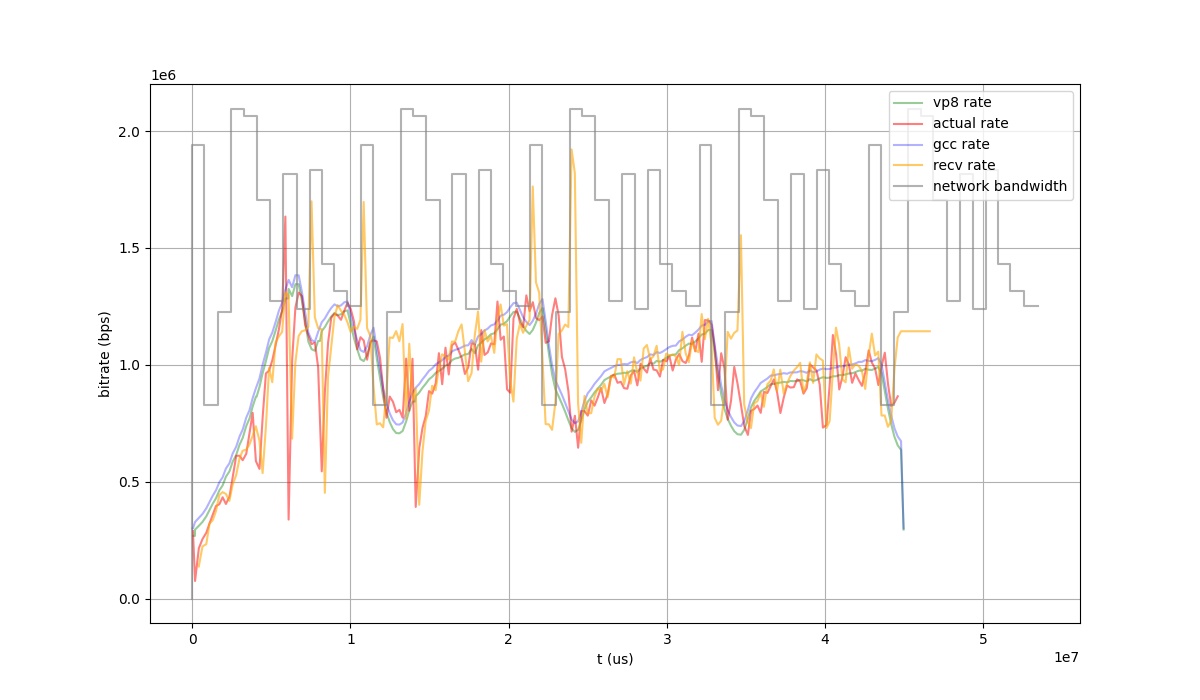 1e6
bitrate (bps)
2.0
1.5
1.0
0.5
0.0
vp8 rate
actual rate
gcc rate
recv rate
network bandwidth
0 1 2 3 4 5
t (us)
1e7